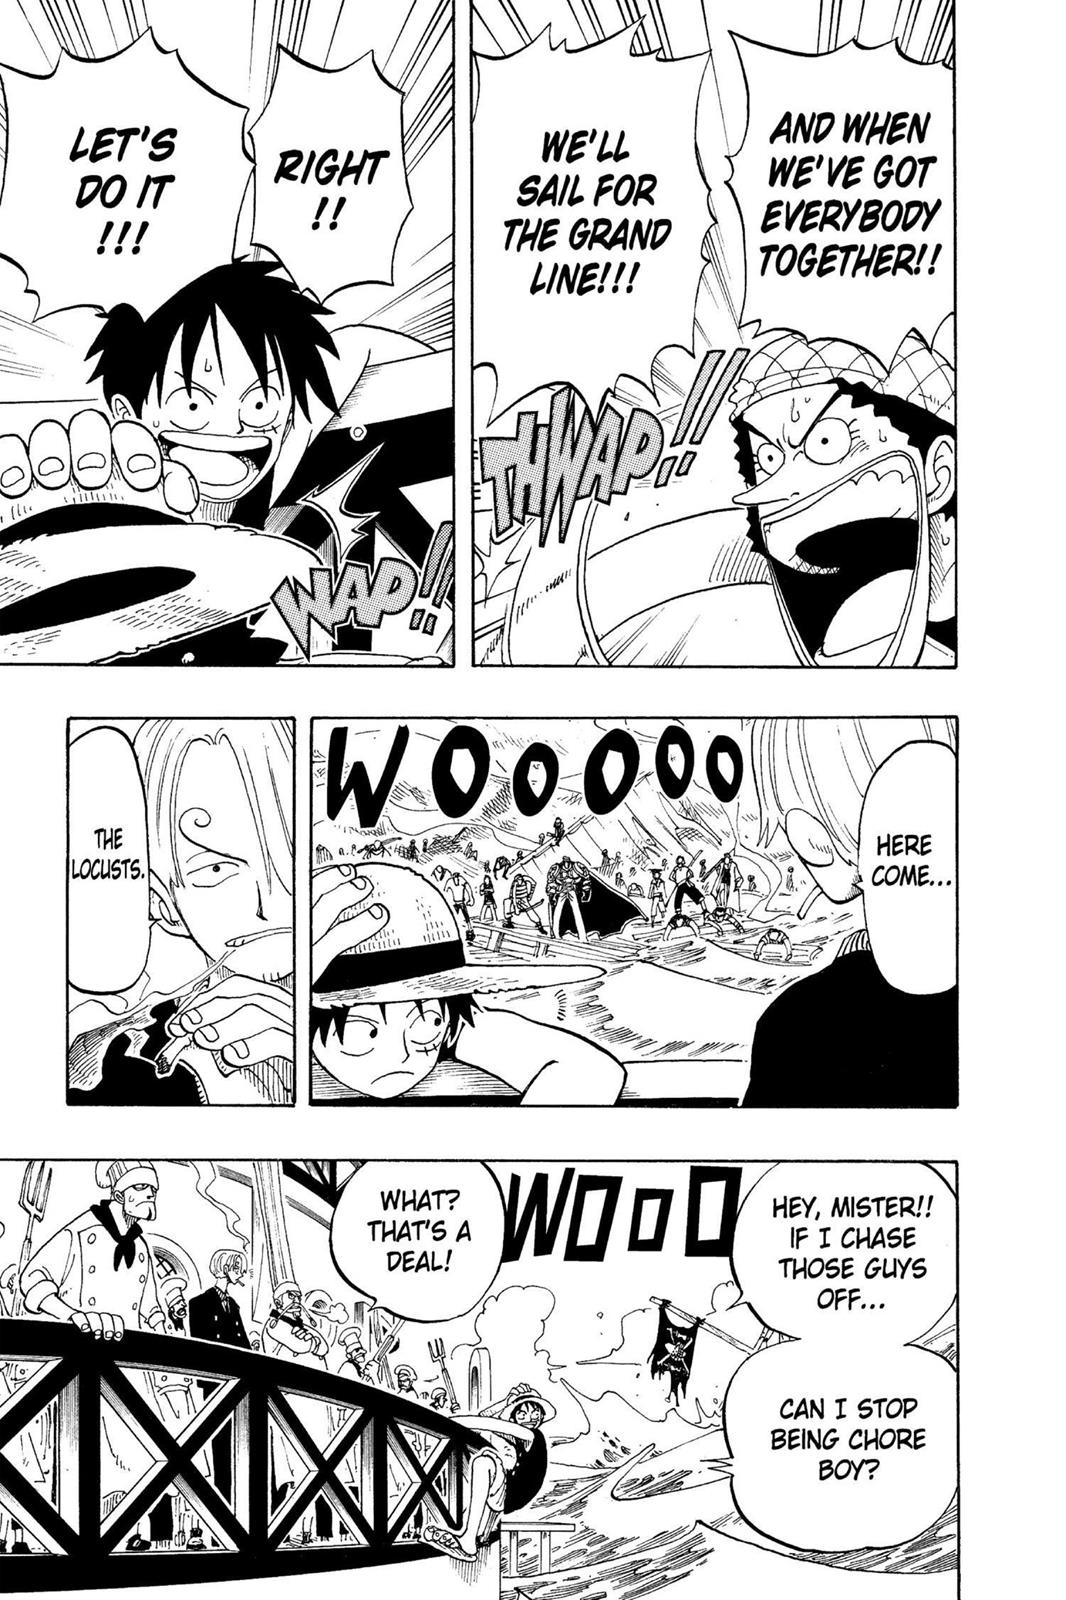 AND WHEN
WE'VE GOT
EVERYBODY
TOGETHER!!
WE'LL
SAIL FOR
THE GRAND
LINE!!!
THWAP!!
RIGHT
!!
LET'S
DO IT
!!!
WAP!!
HERE
COME...
WOOOOOO
THE
LOCUSTS.
HEY, MISTER!!
IF I CHASE
THOSE GUYS
OFF...
CAN I STOP
BEING CHORE
BOY?
WOOO
WHAT?
THAT'S A
DEAL!